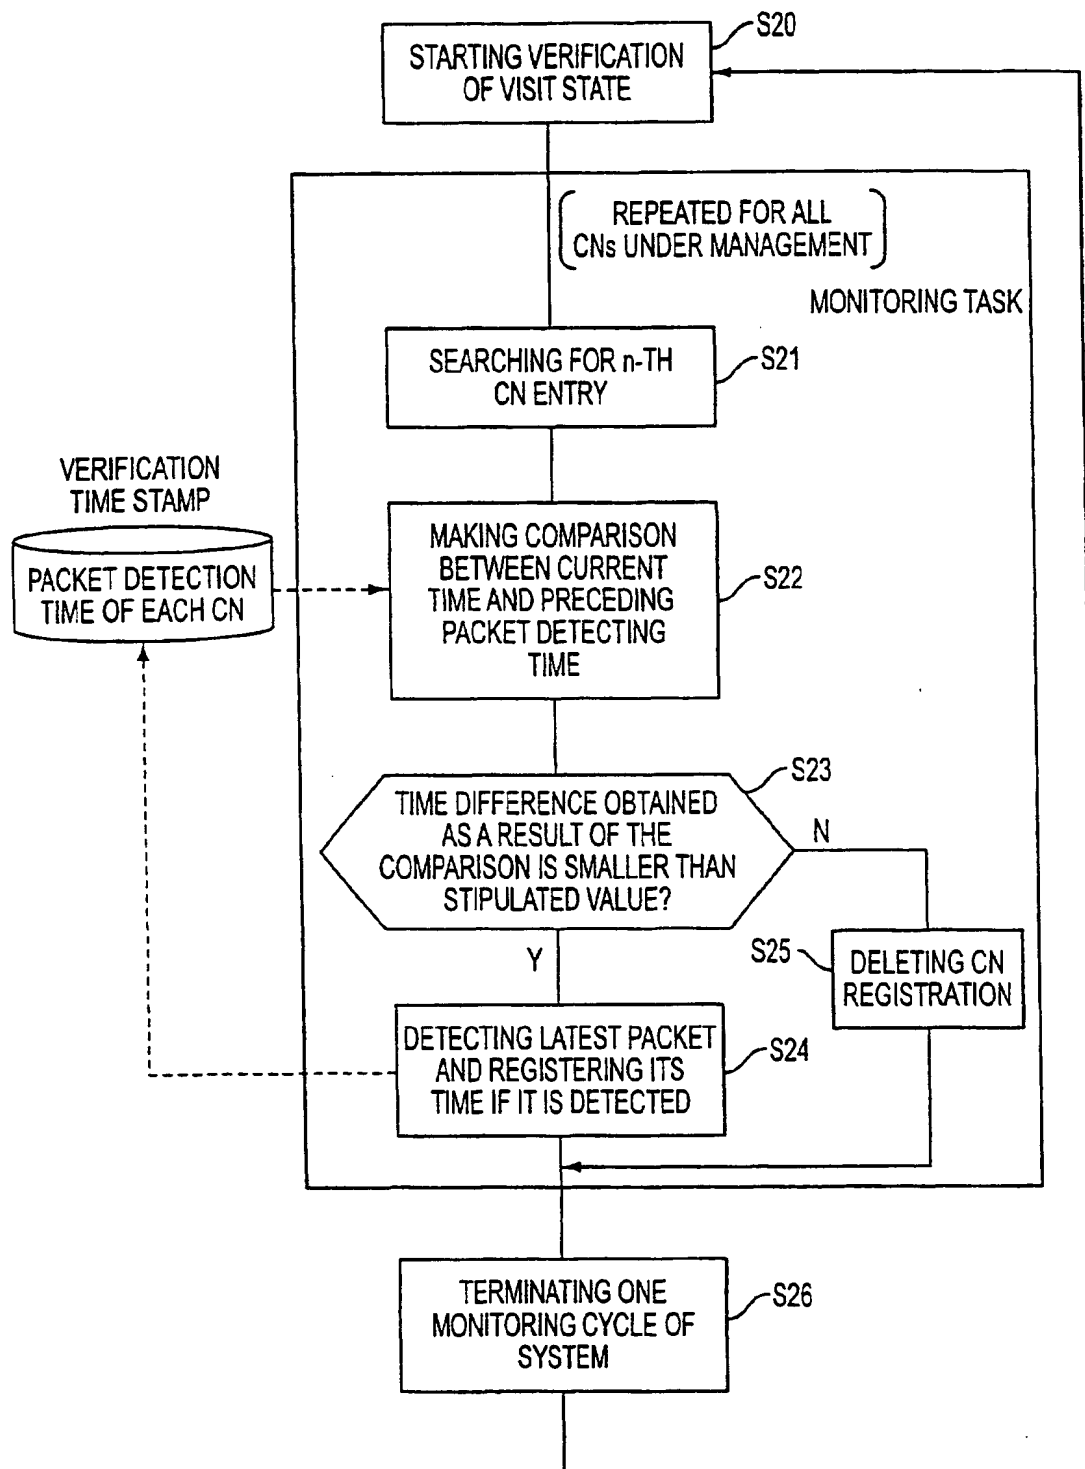 S20
STARTING VERIFICATION
OF VISIT STATE
REPEATED FOR ALL
CNs UNDER MANAGEMENT
MONITORING TASK
SEARCHING FOR n-TH
CN ENTRY
S21
VERIFICATION
TIME STAMP
PACKET DETECTION
TIME OF EACH CN
MAKING COMPARISON
BETWEEN CURRENT
TIME AND PRECEDING
PACKET DETECTING
TIME
S22
S23
TIME DIFFERENCE OBTAINED
AS A RESULT OF THE
COMPARISON IS SMALLER THAN
STIPULATED VALUE?
N
Y
S25
DELETING CN
REGISTRATION
DETECTING LATEST PACKET
AND REGISTERING ITS
TIME IF IT IS DETECTED
S24
TERMINATING ONE
MONITORING CYCLE OF
SYSTEM
S26